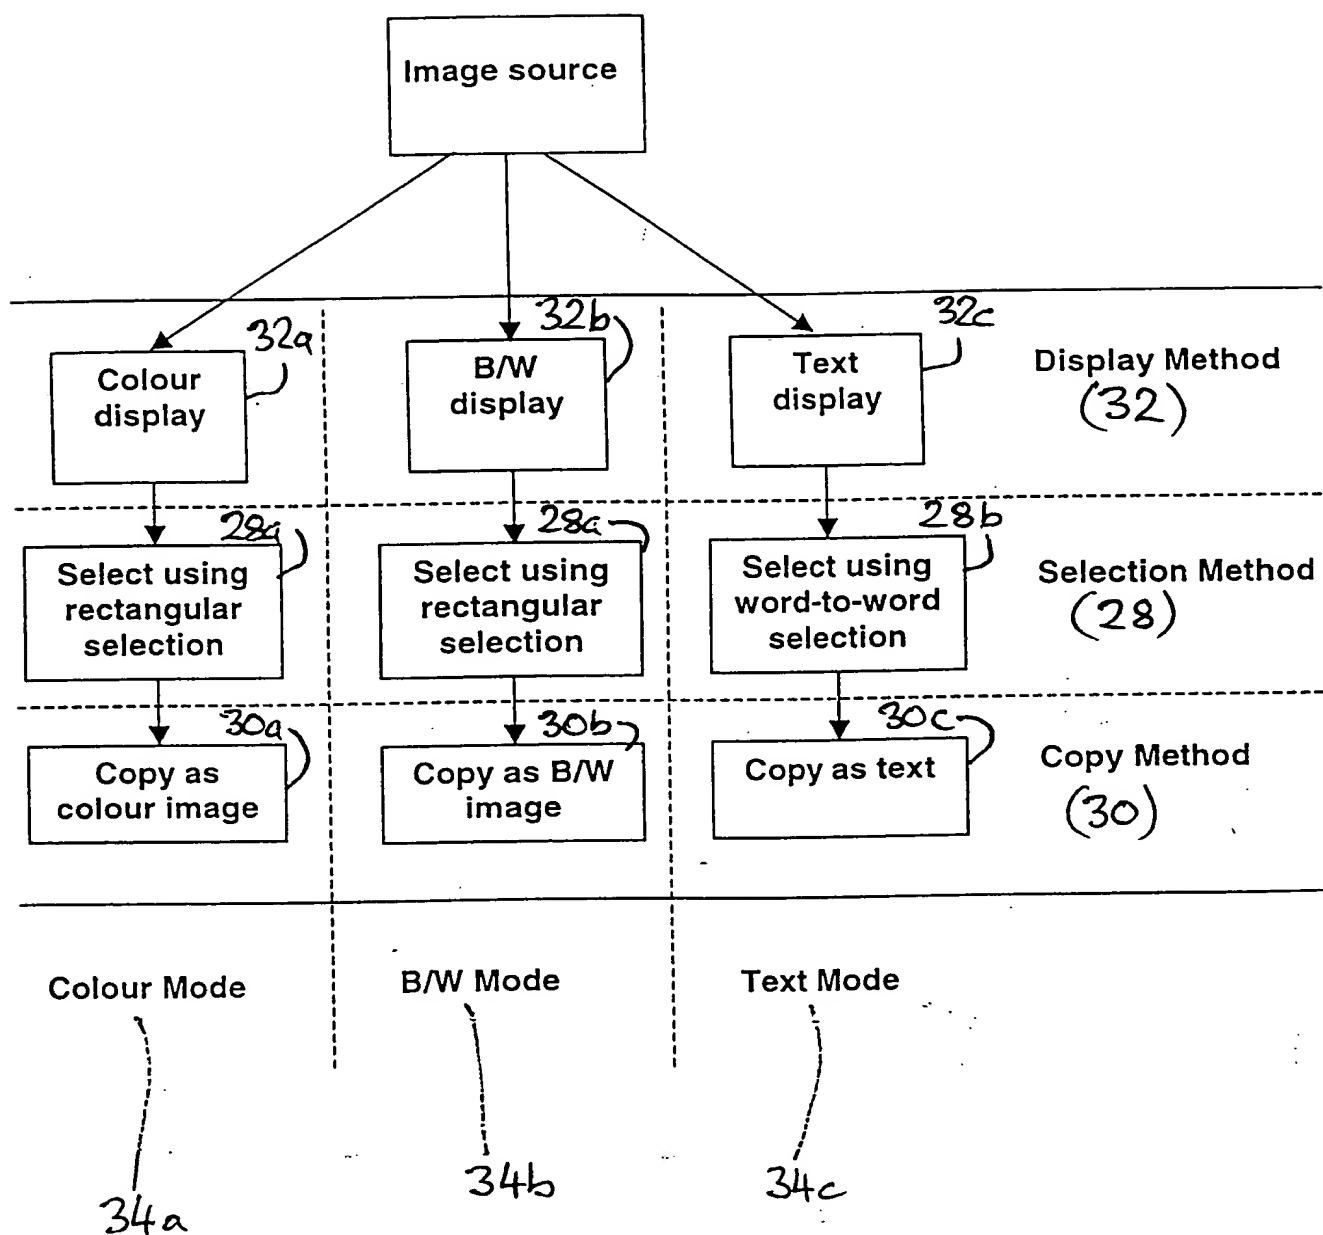 Image source
32a
32b
32c
Colour
display
B/W
display
Text
display
Display Method
(32)
28a
28a
28b
Select using
rectangular
selection
Select using
rectangular
selection
Select using
word-to-word
selection
Selection Method
(28)
30a
30b
30c
Copy as
colour image
Copy as B/W
image
Copy as text
Copy Method
(30)
Colour Mode
B/W Mode
Text Mode
34a
34b
34c